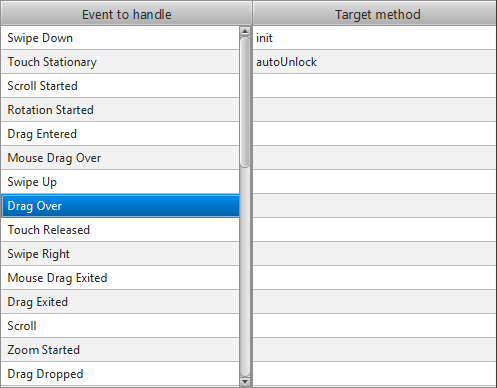 Event to handle Target method
Swipe Down init
Touch Stationary autoUnlock
Scroll Started
Rotation Started
Drag Entered
Mouse Drag Over
Swipe Up
Drag Over
Touch Released
Swipe Right
Mouse Drag Exited
Drag Exited
Scroll
Zoom Started
Drag Dropped